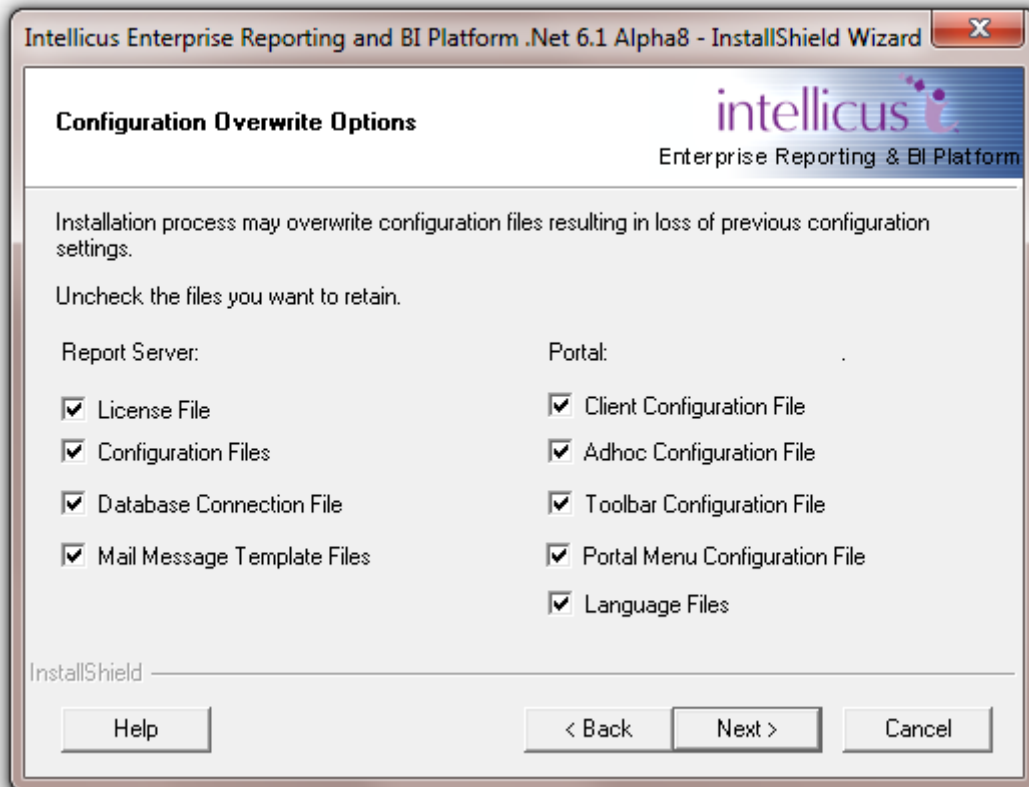 Intellicus Enterprise Reporting and BI Platform .Net 6.1 Alpha8 - InstallShield Wizard
Configuration Overwrite Options
intellicus i
Enterprise Reporting & BI Platform
Installation process may overwrite configuration files resulting in loss of previous configuration
settings.
Uncheck the files you want to retain.
Report Server:
License File
Configuration Files
Database Connection File
Mail Message Template Files
Portal: .
Client Configuration File
Adhoc Configuration File
Toolbar Configuration File
Portal Menu Configuration File
Language Files
InstallShield
Help
< Back
Next >
Cancel